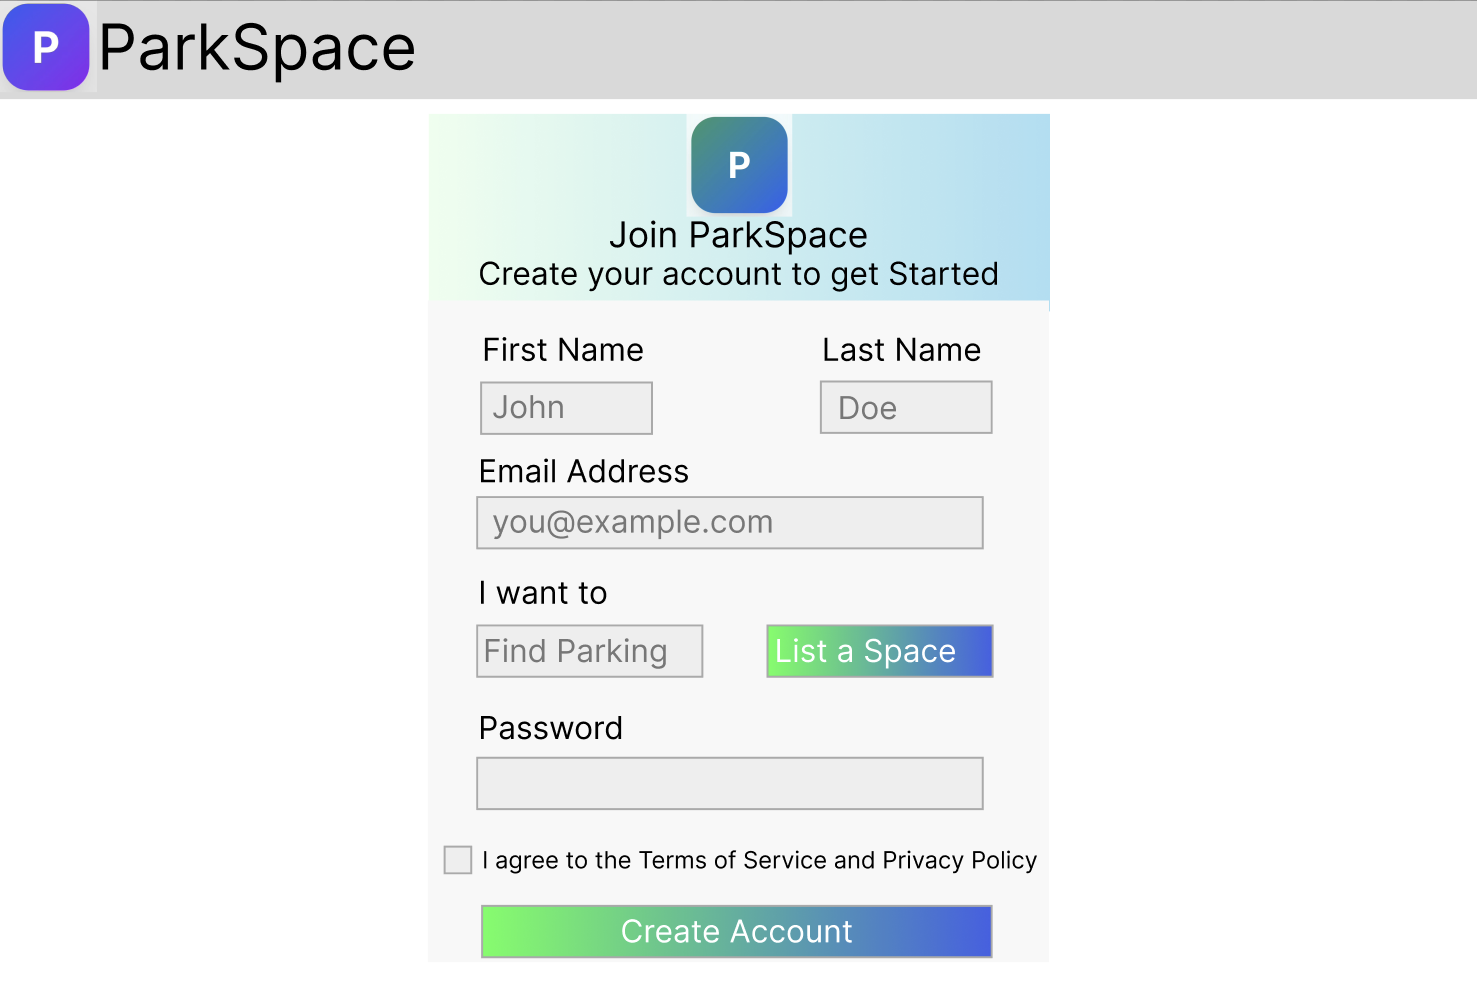 P ParkSpace
P
Join ParkSpace
Create your account to get Started
First Name Last Name
John Doe
Email Address
you@example.com
I want to
Find Parking List a Space
Password
I agree to the Terms of Service and Privacy Policy
Create Account